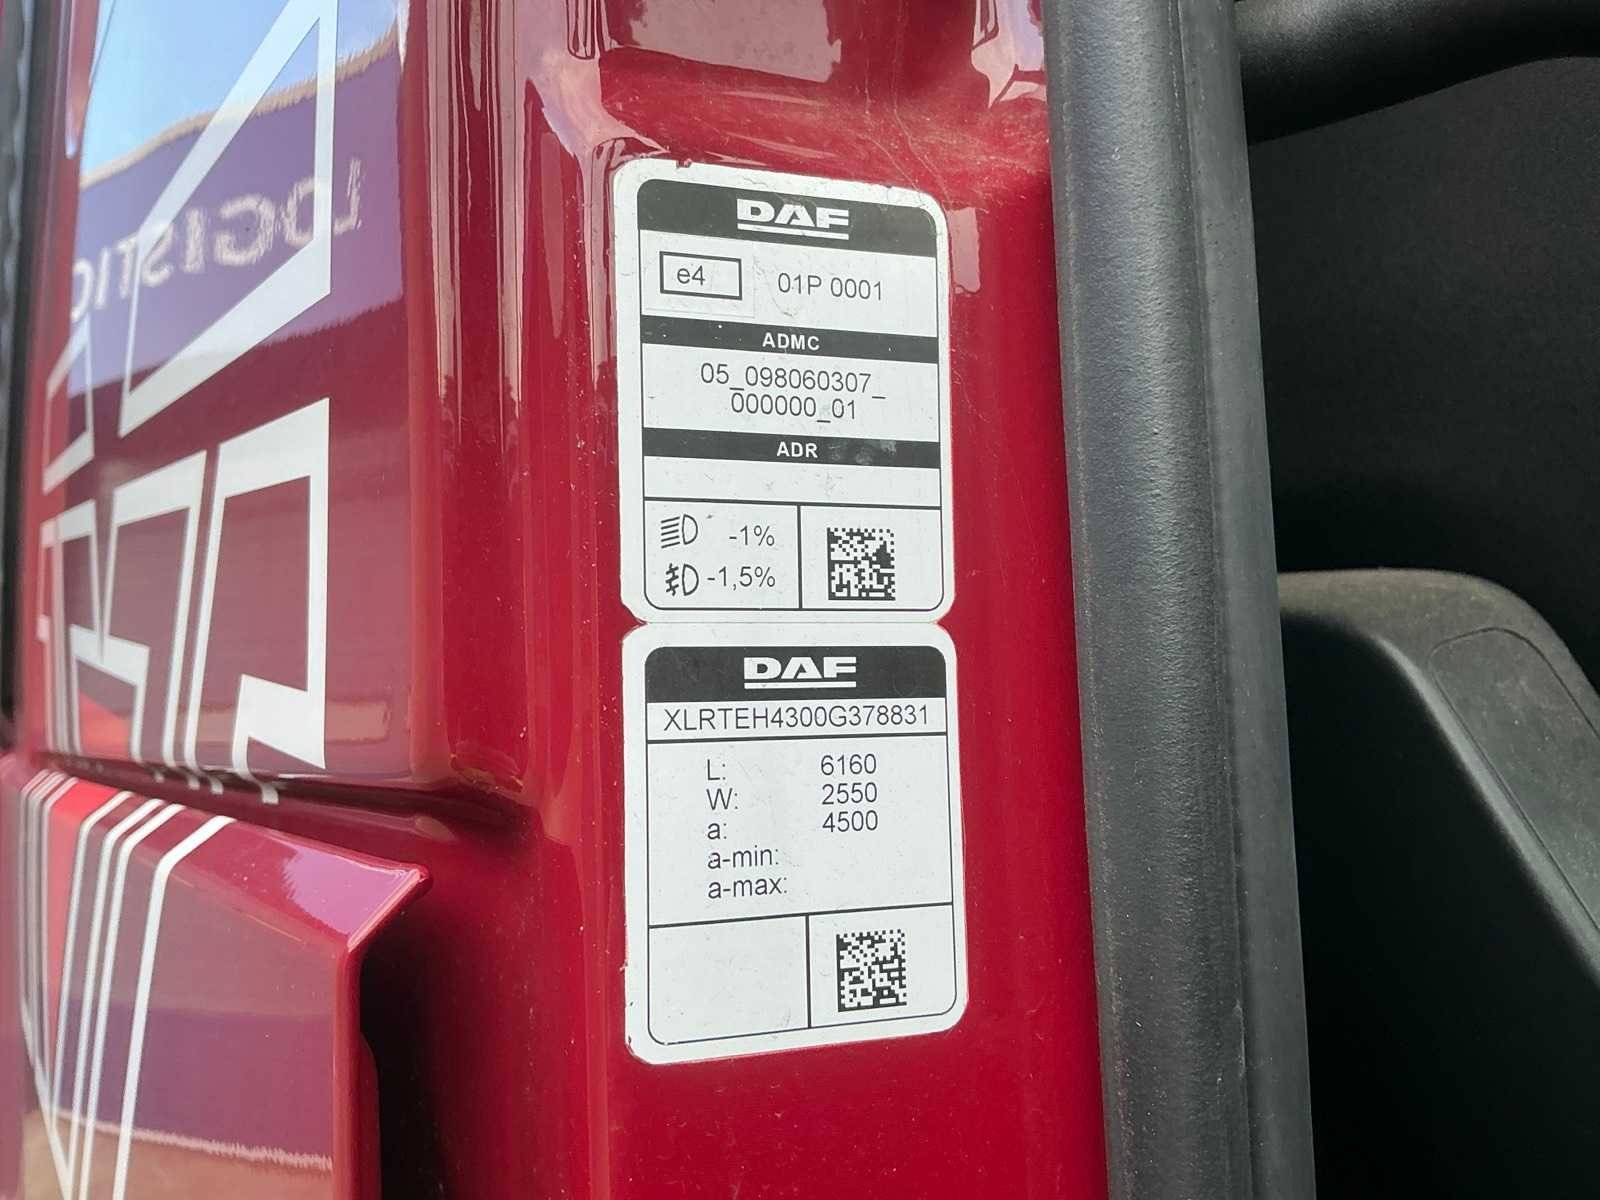 LOGISTIC
DAF
e4 01P 0001
ADMC
05_098060307_
000000_01
ADR
-1%
-1,5%
DAF
XLRTEH4300G378831
L: 6160
W: 2550
a: 4500
a-min:
a-max: